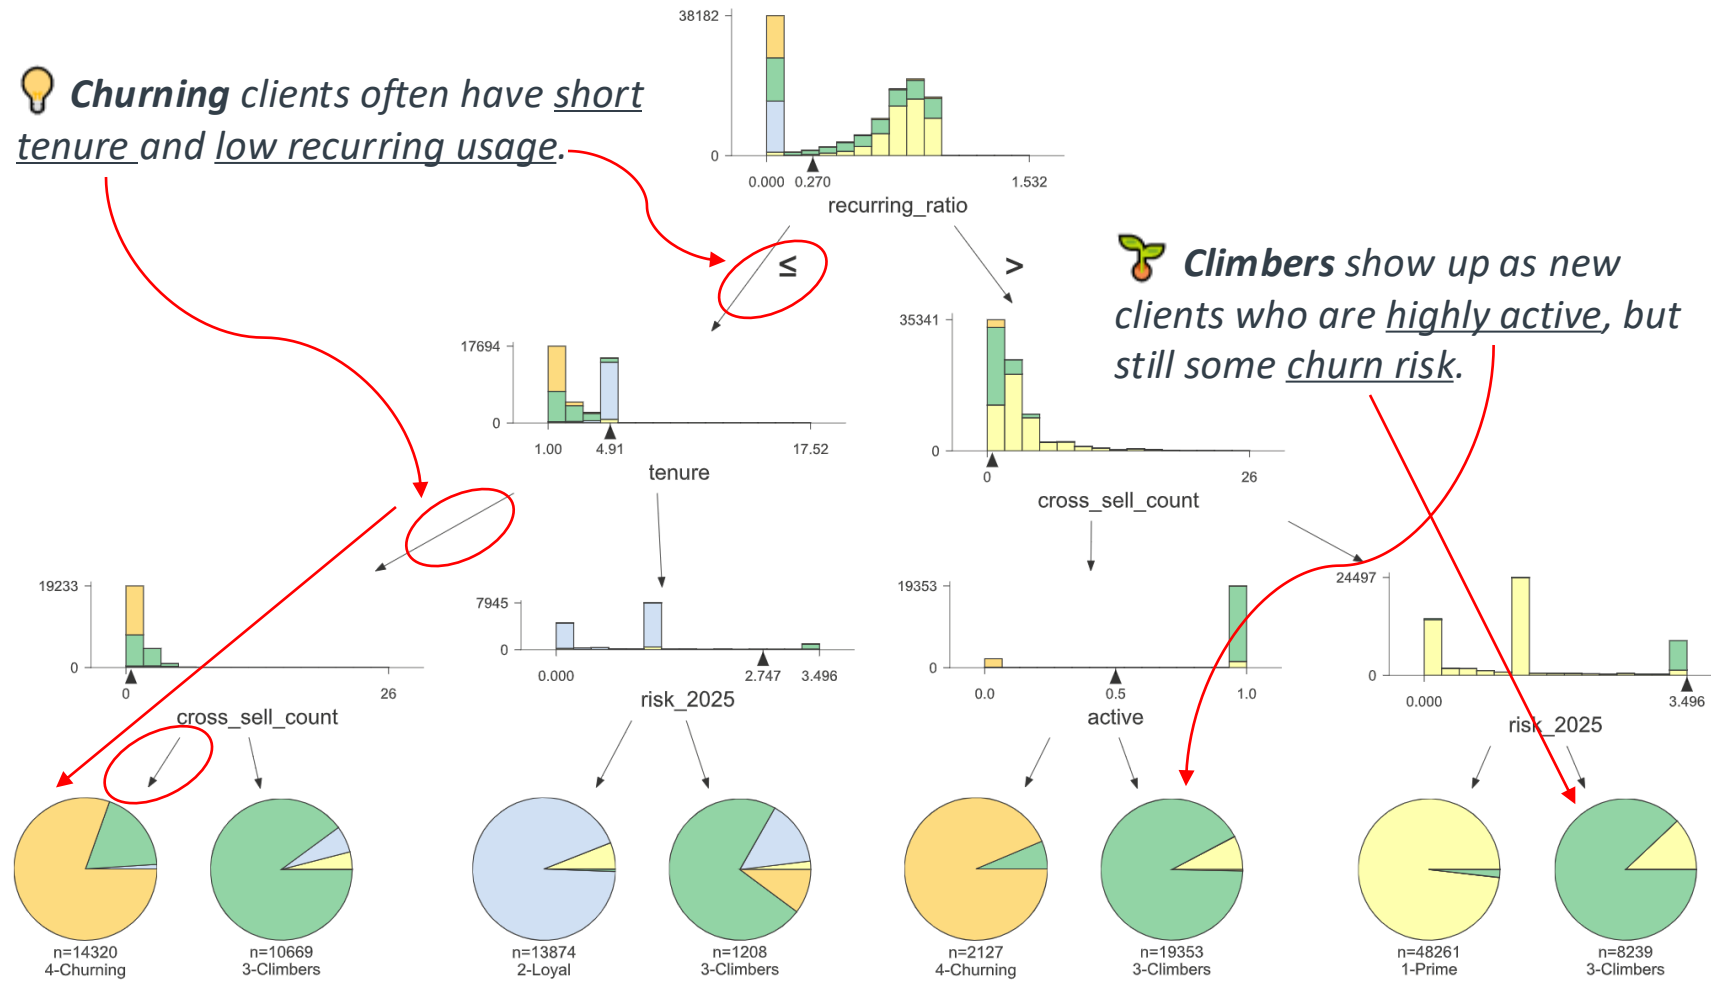 38182
0
0.000 0.270 1.532
recurring_ratio
Churning clients often have short
tenure and low recurring usage.
≤
>
Climbers show up as new
clients who are highly active, but
still some churn risk.
17694
0
1.00 4.91 17.52
tenure
35341
0
0 26
cross_sell_count
19233
0
0 26
cross_sell_count
7945
0
0.000 2.747 3.496
risk_2025
19353
0
0.0 0.5 1.0
active
24497
0
0.000 3.496
risk_2025
n=14320
4-Churning
n=10669
3-Climbers
n=13874
2-Loyal
n=1208
3-Climbers
n=2127
4-Churning
n=19353
3-Climbers
n=48261
1-Prime
n=8239
3-Climbers